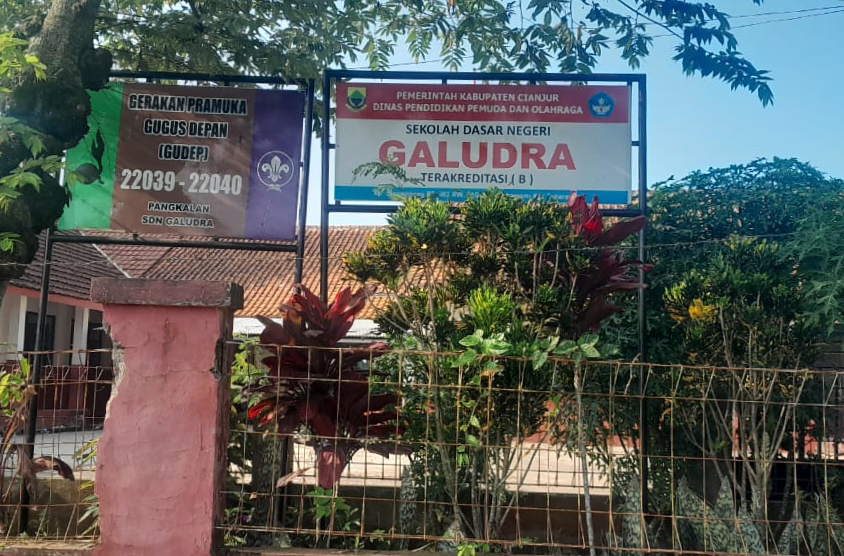 GERAKAN PRAMUKA
GUGUS DEPAN
(GUDEP)
22039 - 22040
PANGKALAN
SDN GALUDRA
PEMERINTAH KABUPATEN CIANJUR
DINAS PENDIDIKAN PEMUDA DAN OLAHRAGA
SEKOLAH DASAR NEGERI
GALUDRA
TERAKREDITASI ( B )